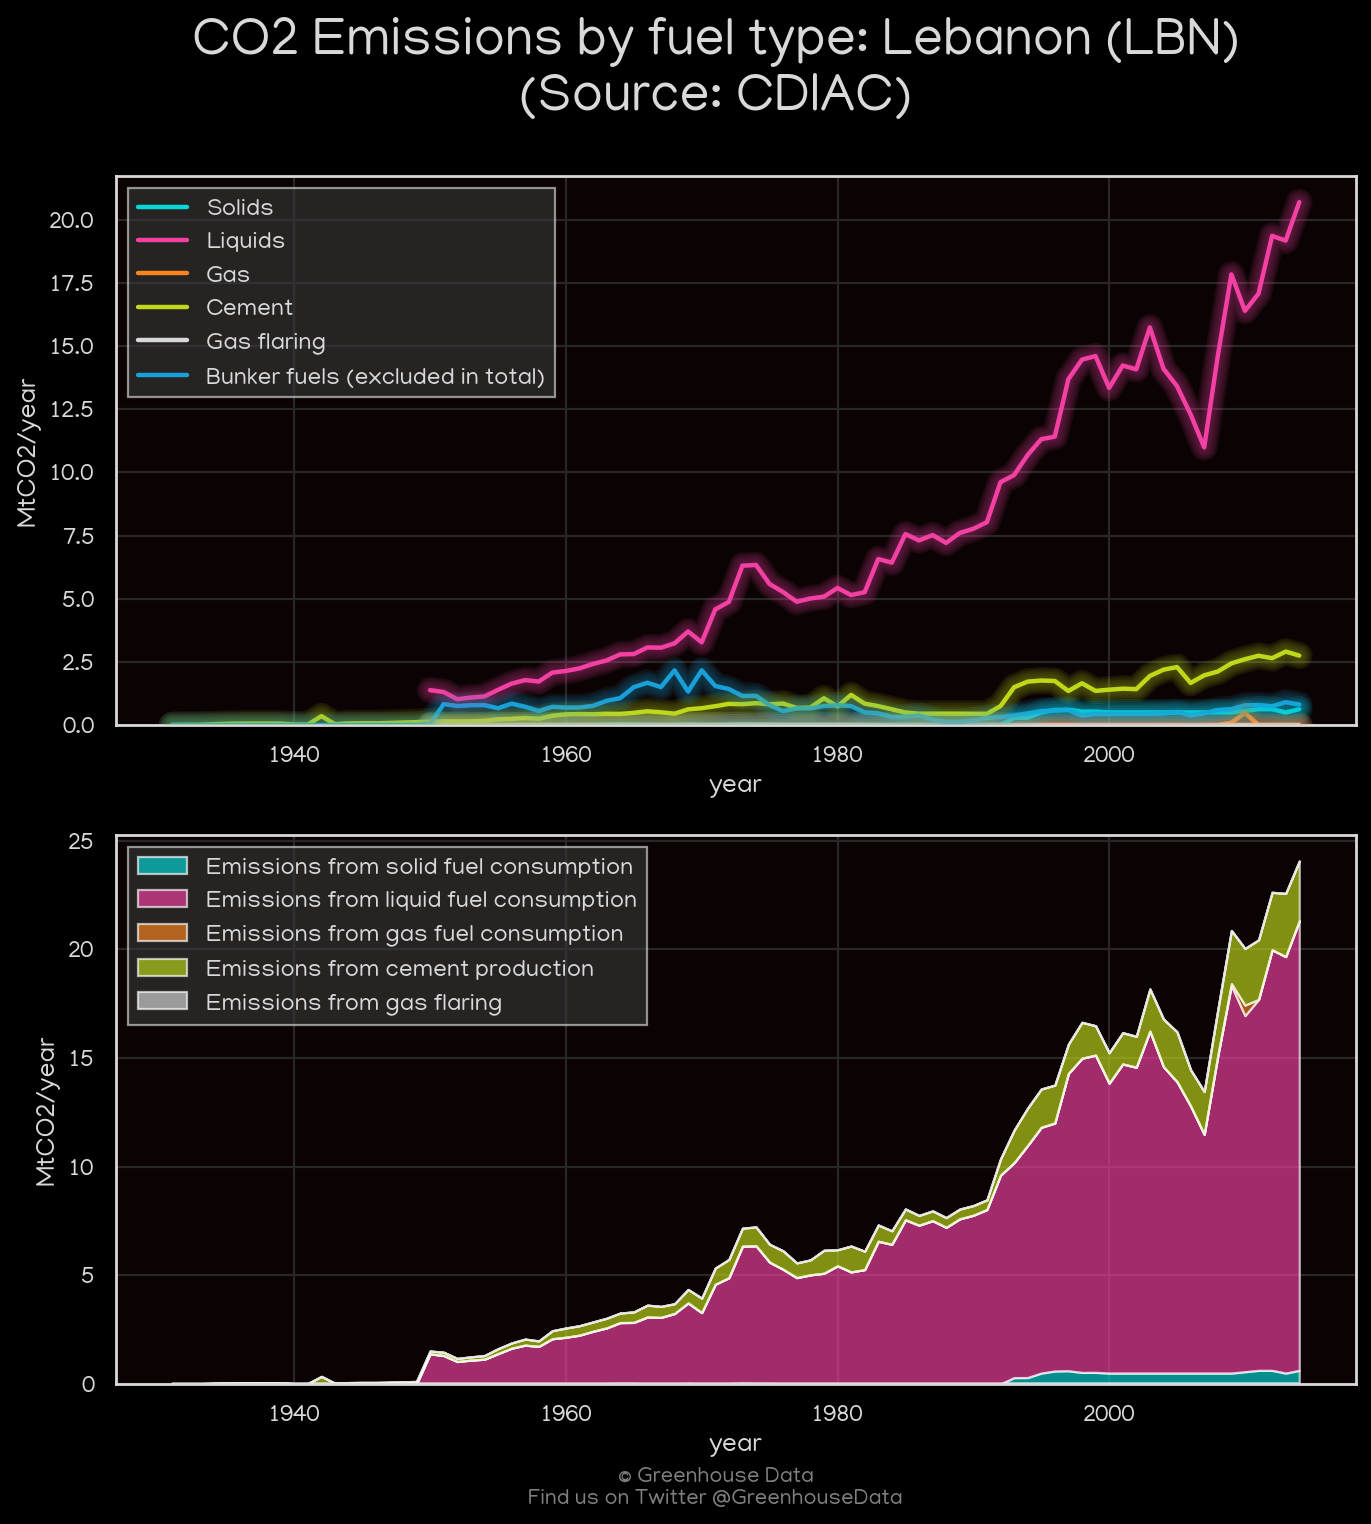 CO2 Emissions by fuel type: Lebanon (LBN)
(Source: CDIAC)
Solids
Liquids
Gas
Cement
Gas flaring
Bunker fuels (excluded in total)
20.0
17.5
15.0
12.5
10.0
7.5
5.0
2.5
0.0
MtCO2/year
1940
1960
1980
2000
year
Emissions from solid fuel consumption
Emissions from liquid fuel consumption
Emissions from gas fuel consumption
Emissions from cement production
Emissions from gas flaring
25
20
15
10
5
0
MtCO2/year
1940
1960
1980
2000
year
© Greenhouse Data
Find us on Twitter @GreenhouseData